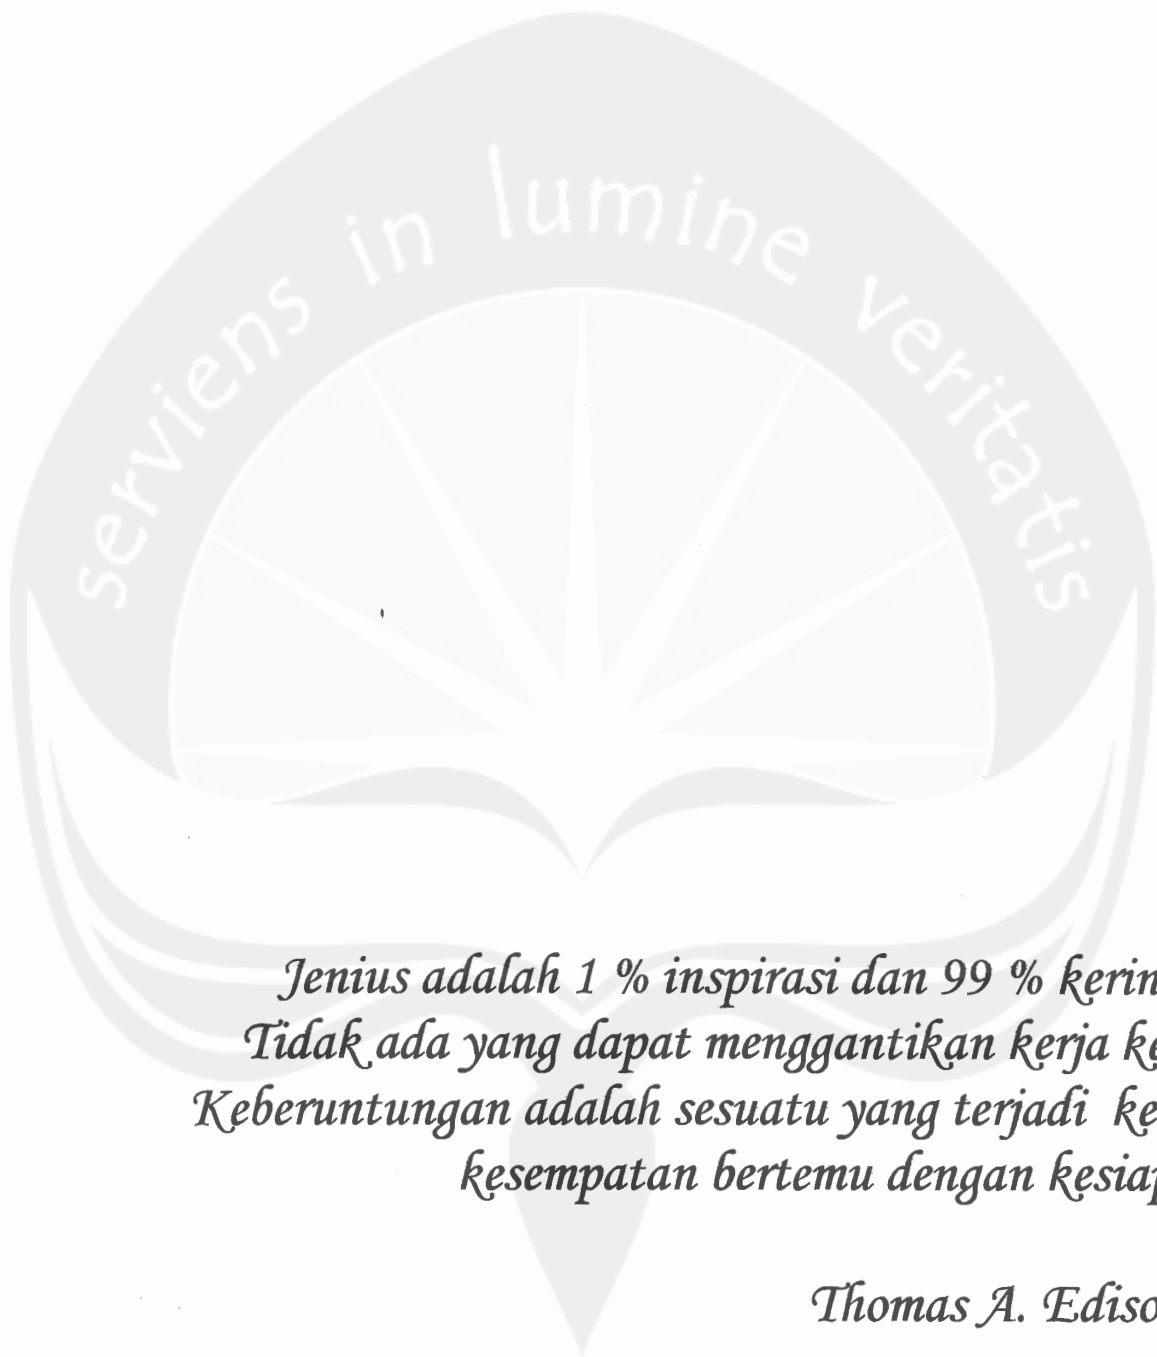 serviens in lumine veritatis
Jenius adalah 1 % inspirasi dan 99 % kerin
Tidak ada yang dapat menggantikan kerja ke
Keberuntungan adalah sesuatu yang terjadi ke
kesempatan bertemu dengan kesiap
Thomas A. Ediso